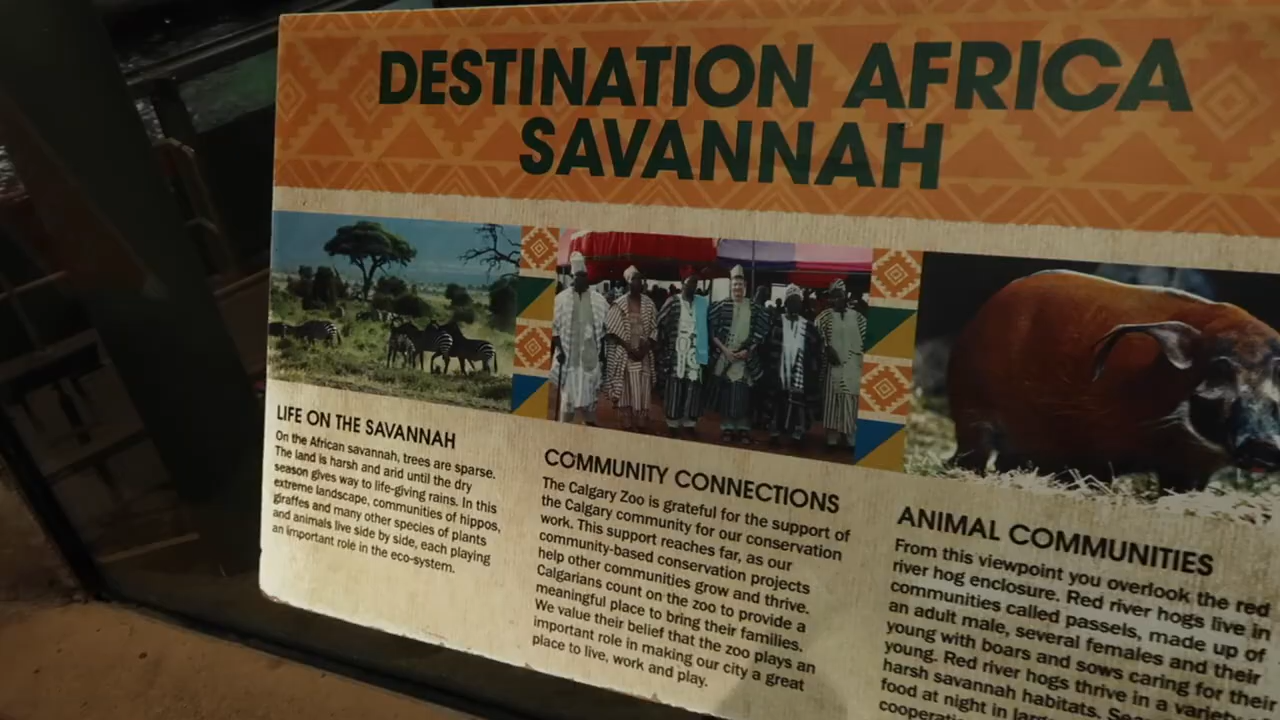 DESTINATION AFRICA
SAVANNAH
LIFE ON THE SAVANNAH
On the African savannah, trees are sparse.
The land is harsh and arid until the dry
season gives way to life-giving rains. In this
extreme landscape, communities of hippos,
giraffes and many other species of plants
and animals live side by side, each playing
an important role in the eco-system.
COMMUNITY CONNECTIONS
The Calgary Zoo is grateful for the support of
the Calgary community for our conservation
work. This support reaches far, as our
community-based conservation projects
help other communities grow and thrive.
Calgarians count on the zoo to provide a
meaningful place to bring their families.
We value their belief that the zoo plays an
important role in making our city a great
place to live, work and play.
ANIMAL COMMUNITIES
From this viewpoint you overlook the red
river hog enclosure. Red river hogs live in
communities called passels, made up of
an adult male, several females and their
young with boars and sows caring for their
young. Red river hogs thrive in a variety of
harsh savannah habitats.
food at night in